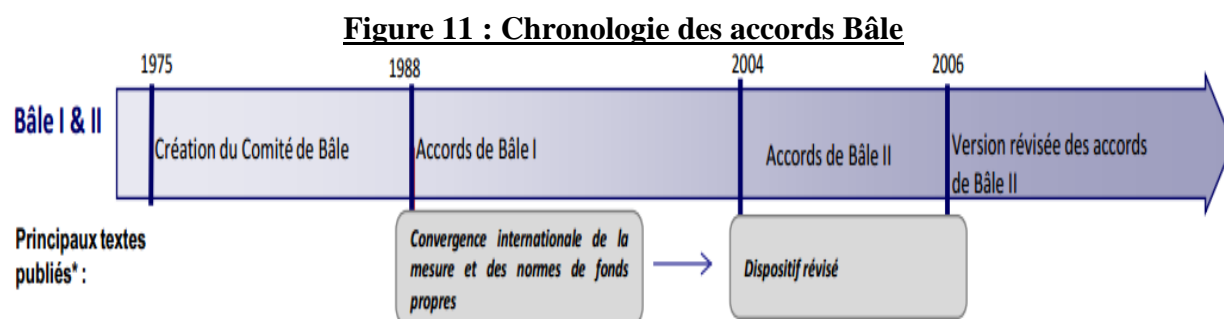 Figure 11 : Chronologie des accords Bâle
1975
1988
2004
2006
Bâle I & II
Création du Comité de Bâle
Accords de Bâle I
Accords de Bâle II
Version révisée des accords
de Bâle II
Principaux textes
publiés* :
Convergence internationale de la
mesure et des normes de fonds
propres
Dispositif révisé